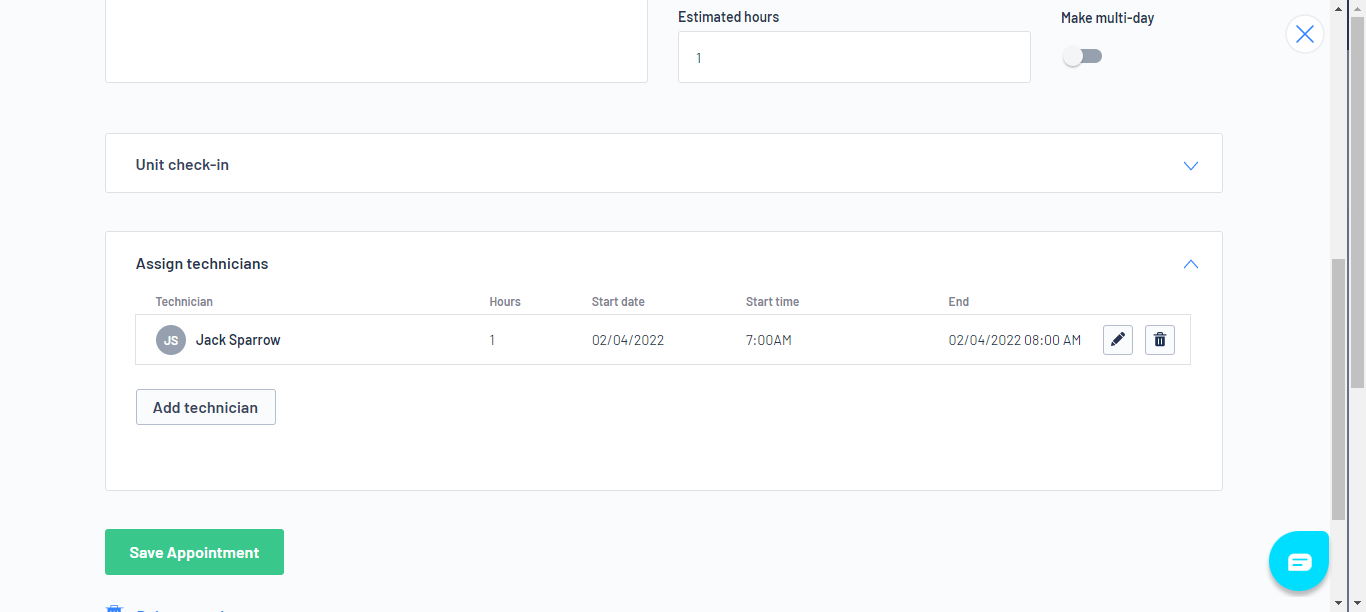 Estimated hours
Make multi-day
1
Unit check-in
Assign technicians
Technician Hours Start date Start time End
JS Jack Sparrow 1 02/04/2022 7:00AM 02/04/2022 08:00 AM
Add technician
Save Appointment